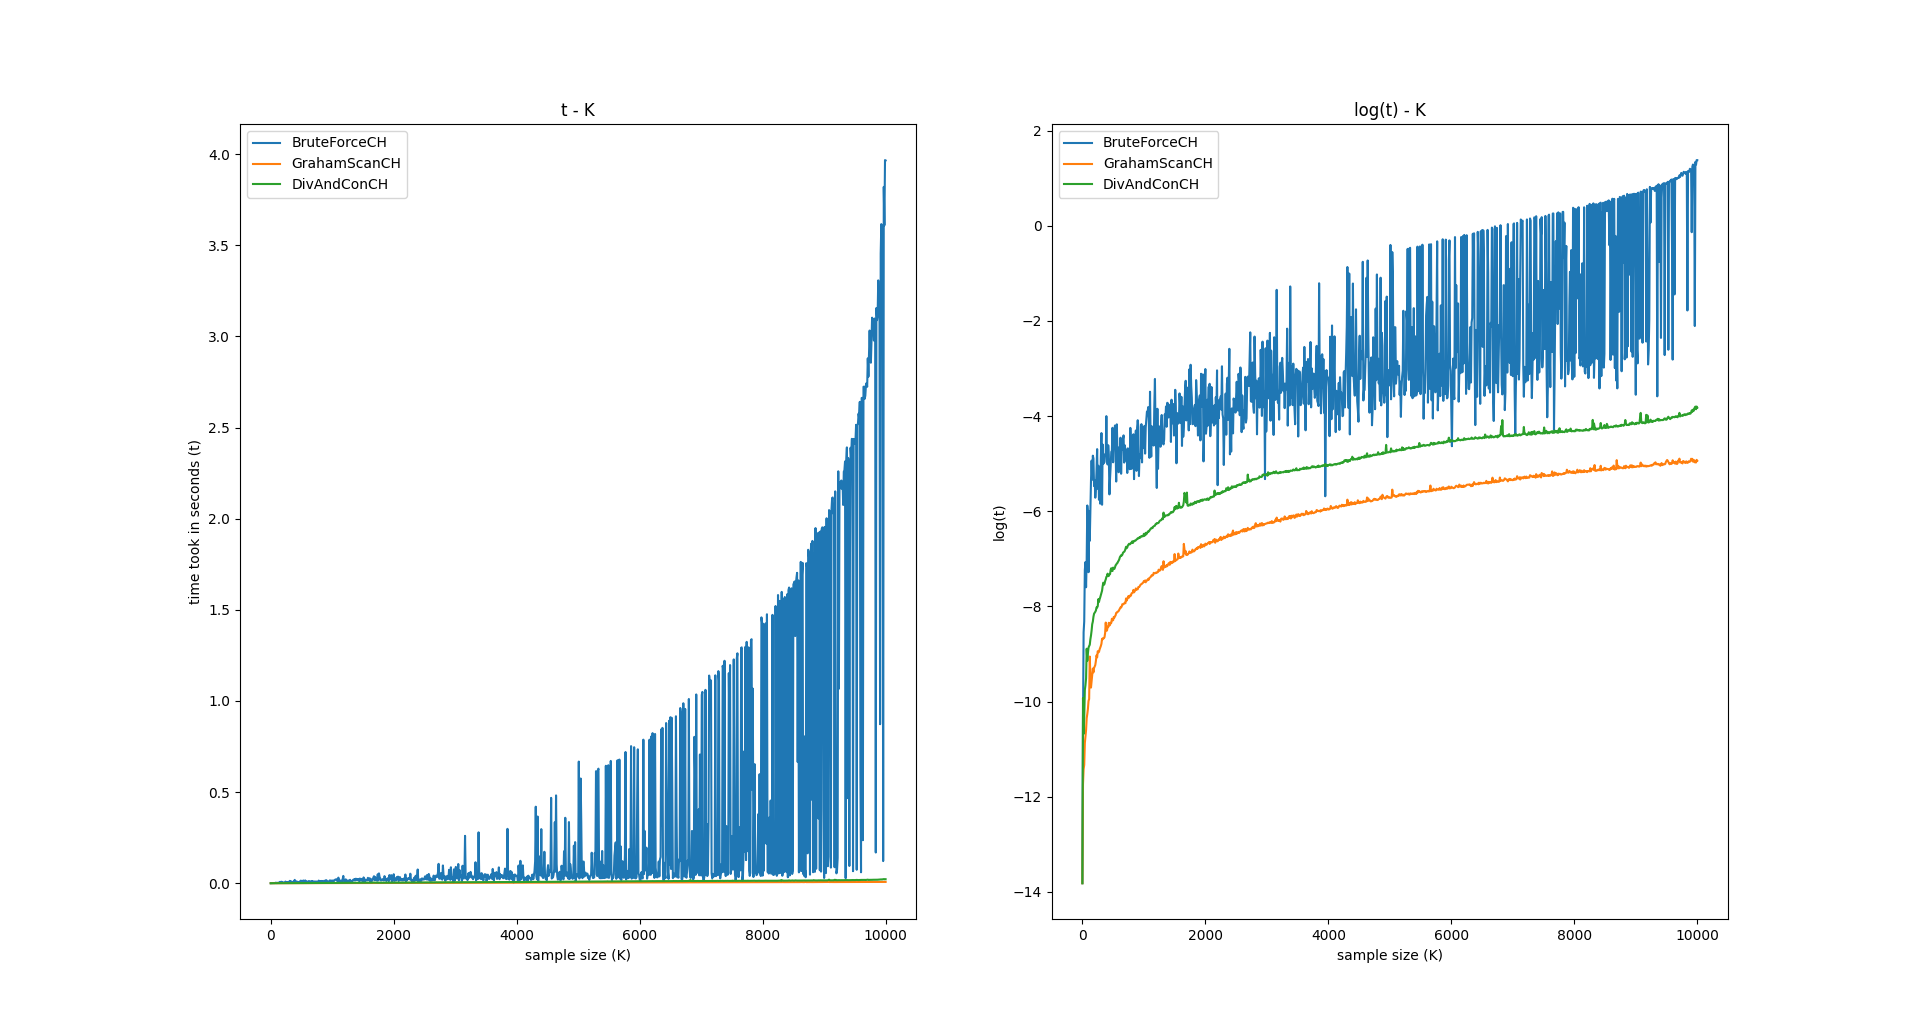 t - K
BruteForceCH
GrahamScanCH
DivAndConCH
4.0
3.5
3.0
2.5
2.0
1.5
1.0
0.5
0.0
time took in seconds (t)
0
2000
4000
6000
8000
10000
sample size (K)
log(t) - K
BruteForceCH
GrahamScanCH
DivAndConCH
2
0
−2
−4
−6
−8
−10
−12
−14
log(t)
0
2000
4000
6000
8000
10000
sample size (K)